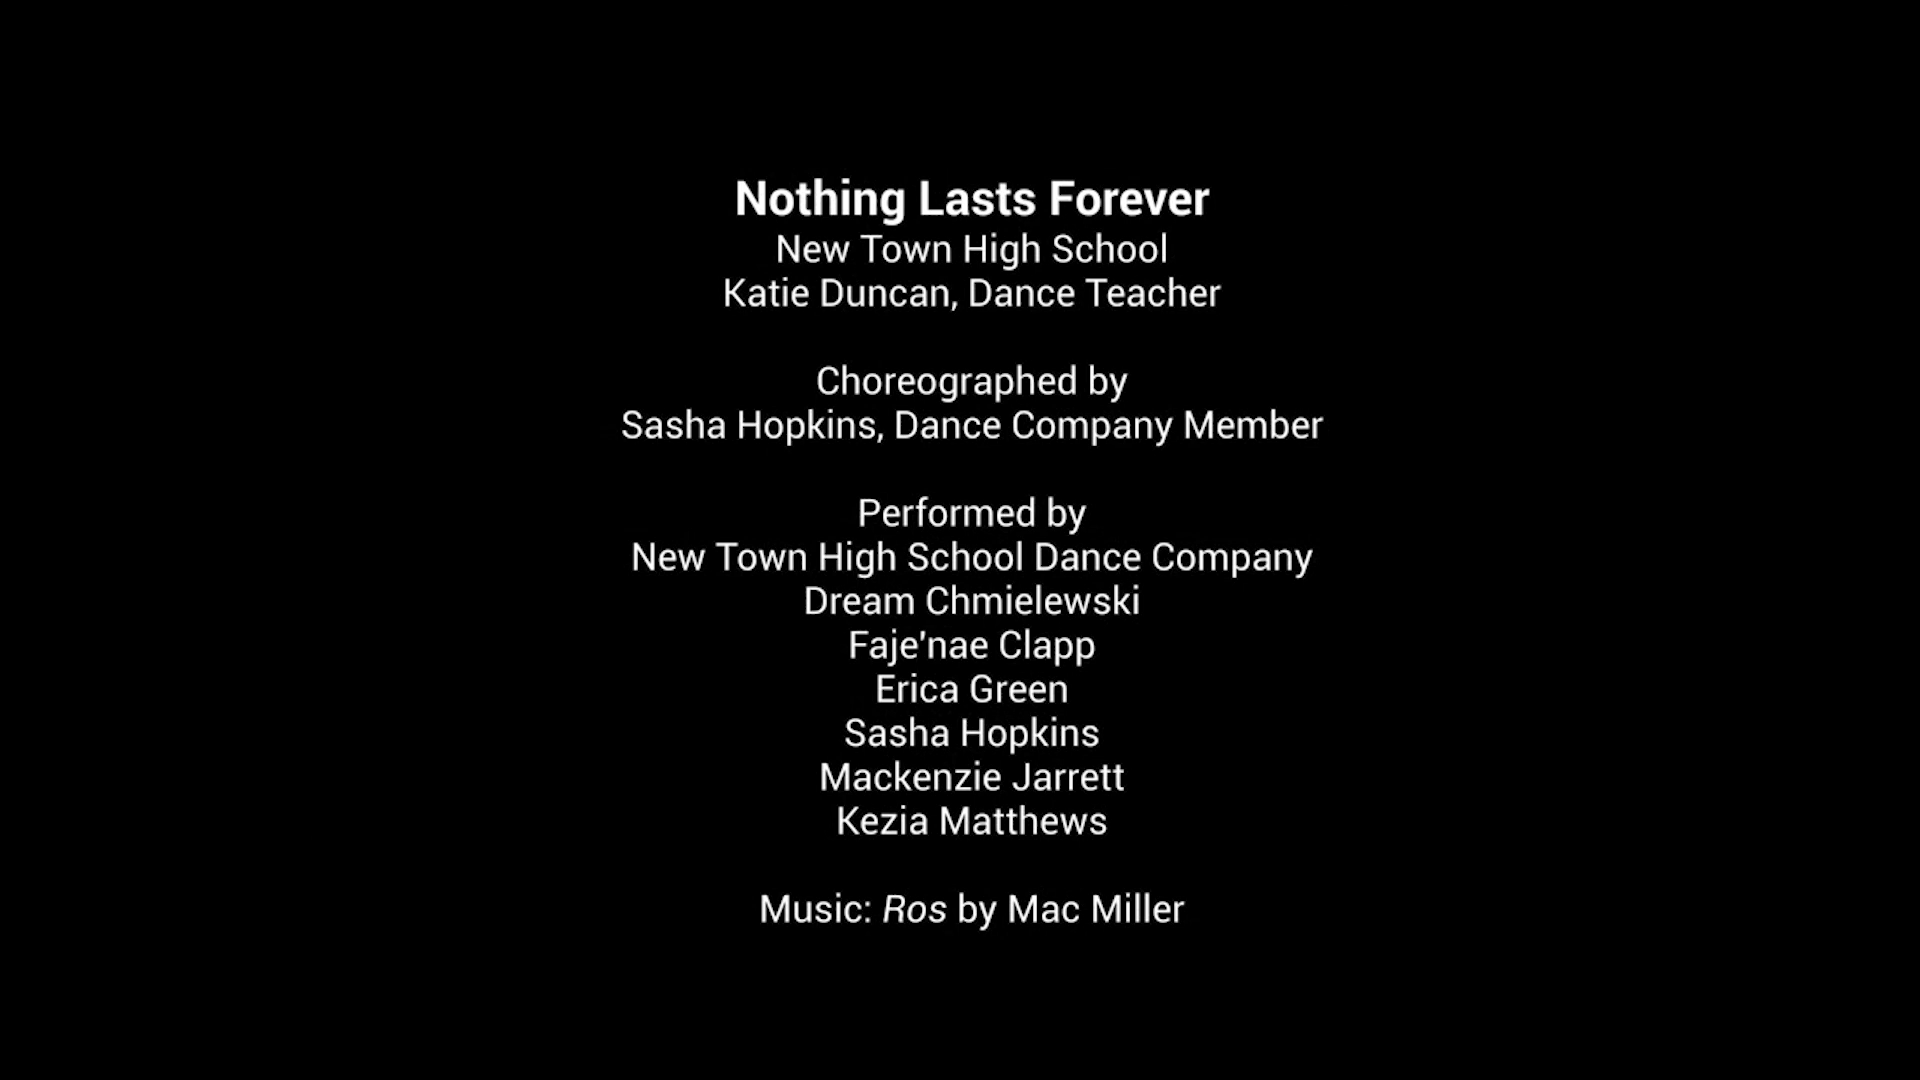 Nothing Lasts Forever
New Town High School
Katie Duncan, Dance Teacher
Choreographed by
Sasha Hopkins, Dance Company Member
Performed by
New Town High School Dance Company
Dream Chmielewski
Faje'nae Clapp
Erica Green
Sasha Hopkins
Mackenzie Jarrett
Kezia Matthews
Music: Ros by Mac Miller